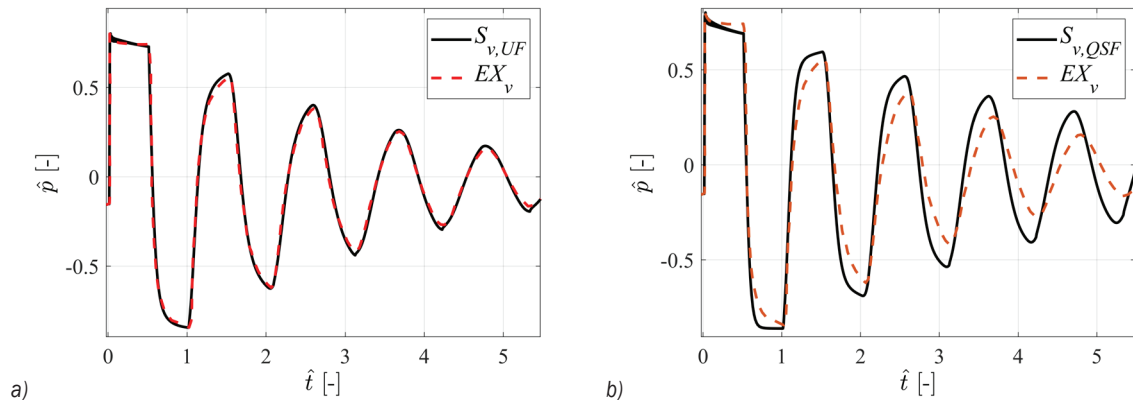 0.5
0
-0.5
p̂ [-]
S_{v,UF}
EX_v
0 1 2 3 4 5
t̂ [-]
a)
0.5
0
-0.5
p̂ [-]
S_{v,QSF}
EX_v
0 1 2 3 4 5
t̂ [-]
b)